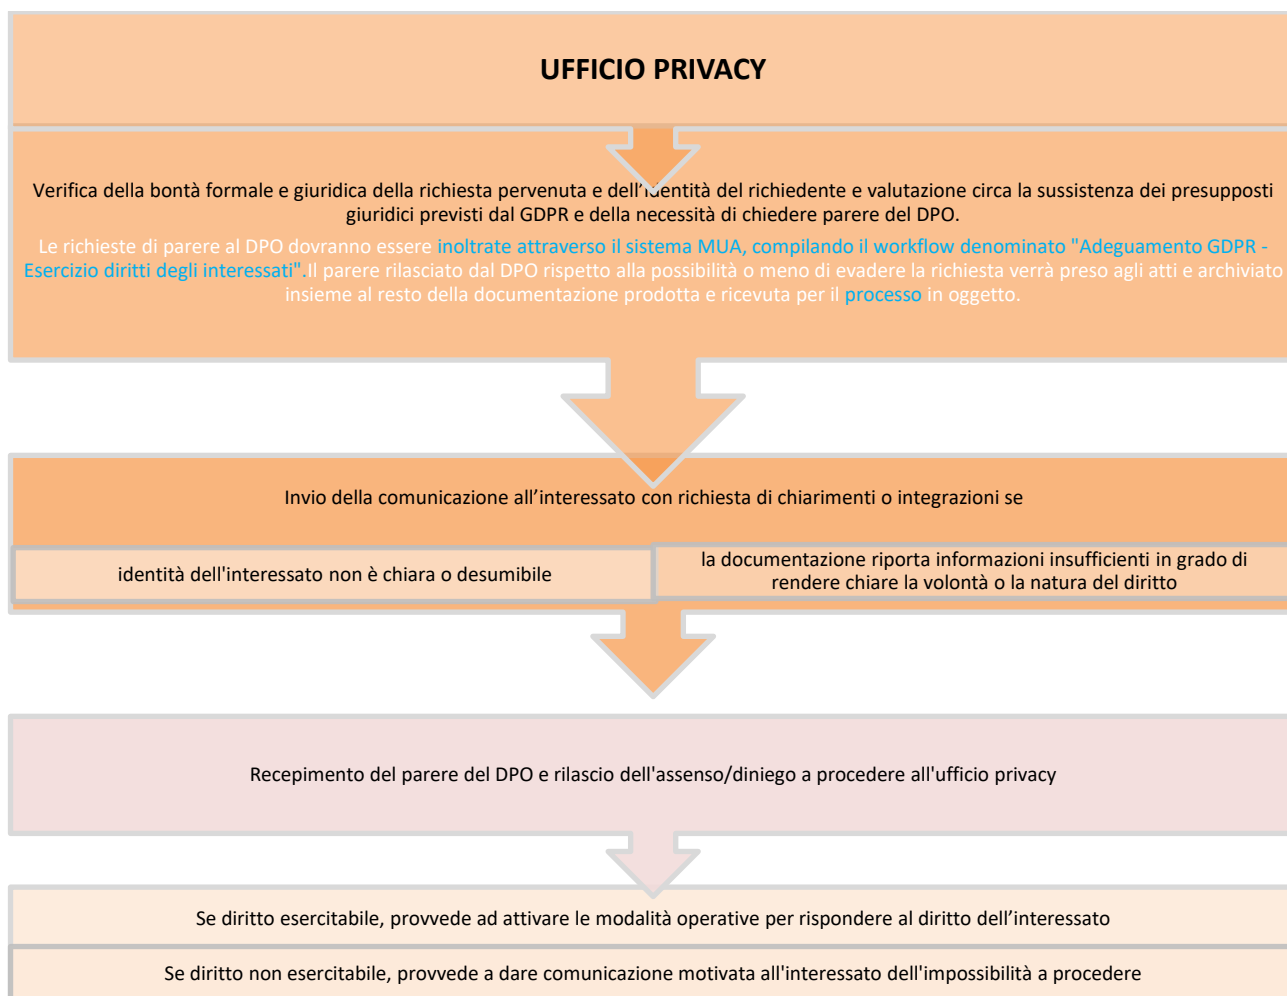 UFFICIO PRIVACY
Verifica della bontà formale e giuridica della richiesta pervenuta e dell'identità del richiedente e valutazione circa la sussistenza dei presupposti
giuridici previsti dal GDPR e della necessità di chiedere parere del DPO.
Le richieste di parere al DPO dovranno essere inoltrate attraverso il sistema MUA, compilando il workflow denominato "Adeguamento GDPR -
Esercizio diritti degli interessati".Il parere rilasciato dal DPO rispetto alla possibilità o meno di evadere la richiesta verrà preso agli atti e archiviato
insieme al resto della documentazione prodotta e ricevuta per il processo in oggetto.
Invio della comunicazione all’interessato con richiesta di chiarimenti o integrazioni se
identità dell'interessato non è chiara o desumibile
la documentazione riporta informazioni insufficienti in grado di
rendere chiare la volontà o la natura del diritto
Recepimento del parere del DPO e rilascio dell'assenso/diniego a procedere all'ufficio privacy
Se diritto esercitabile, provvede ad attivare le modalità operative per rispondere al diritto dell’interessato
Se diritto non esercitabile, provvede a dare comunicazione motivata all'interessato dell'impossibilità a procedere